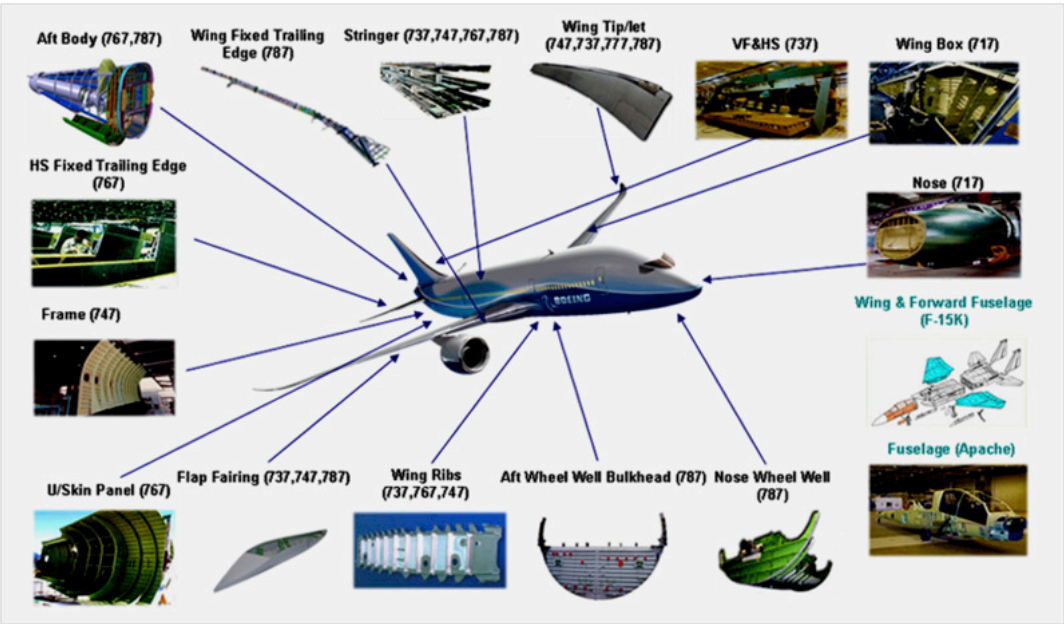 Aft Body (767,787)
Wing Fixed Trailing
Edge (787)
Stringer (737,747,767,787)
Wing Tip/let
(747,737,777,787)
VF&HS (737)
Wing Box (717)
HS Fixed Trailing Edge
(767)
Nose (717)
Frame (747)
BOEING
Wing & Forward Fuselage
(F-15K)
Fuselage (Apache)
U/Skin Panel (767)
Flap Fairing (737,747,787)
Wing Ribs
(737,767,747)
Aft Wheel Well Bulkhead (787)
Nose Wheel Well
(787)